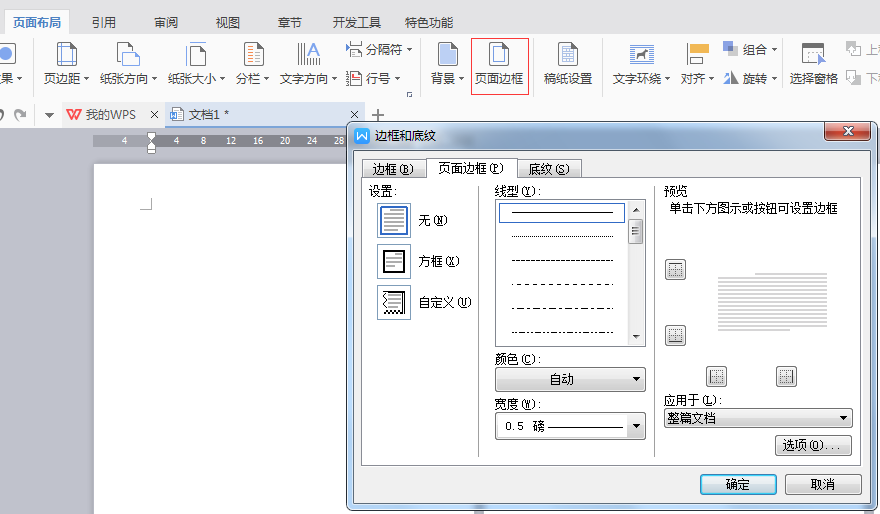 页面布局 引用 审阅 视图 章节 开发工具 特色功能
果 页边距 纸张方向 纸张大小 分栏 文字方向 分隔符 行号 背景 页面边框 稿纸设置 文字环绕 对齐 组合 旋转 选择窗格 上移 下移
我的WPS 文档1 *
4 4 8 12 16 20 24 28
边框和底纹
边框(B) 页面边框(P) 底纹(S)
设置:
无(N)
方框(X)
自定义(U)
线型(Y):
颜色(C):
自动
宽度(W):
0.5 磅
预览
单击下方图示或按钮可设置边框
应用于(L):
整篇文档
选项(O)...
确定 取消